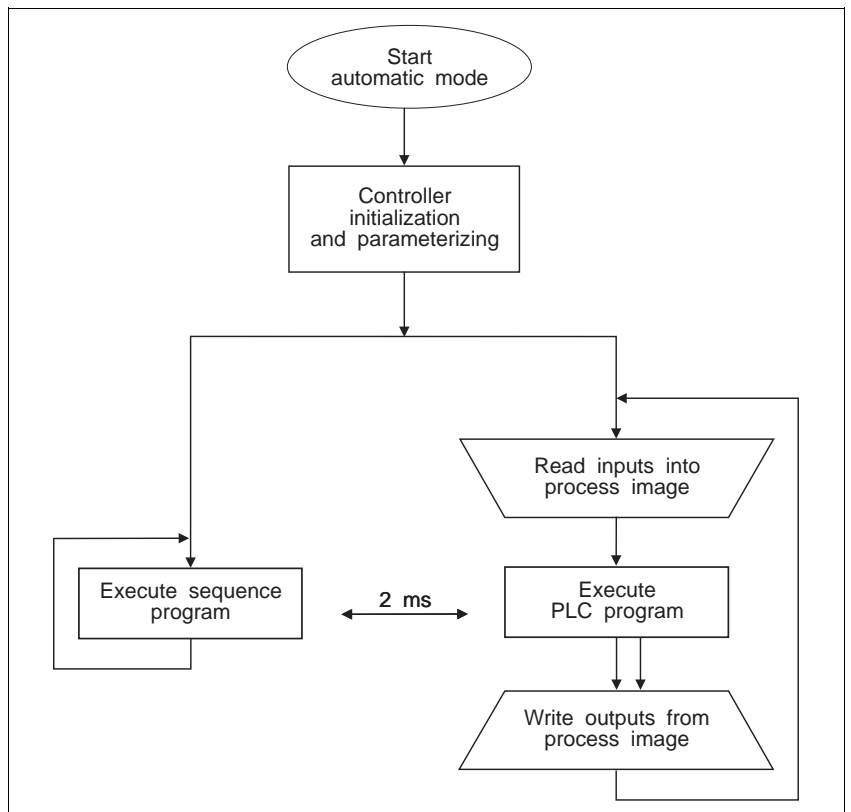 Start
automatic mode
Controller
initialization
and parameterizing
Read inputs into
process image
Execute sequence
program
2 ms
Execute
PLC program
Write outputs from
process image